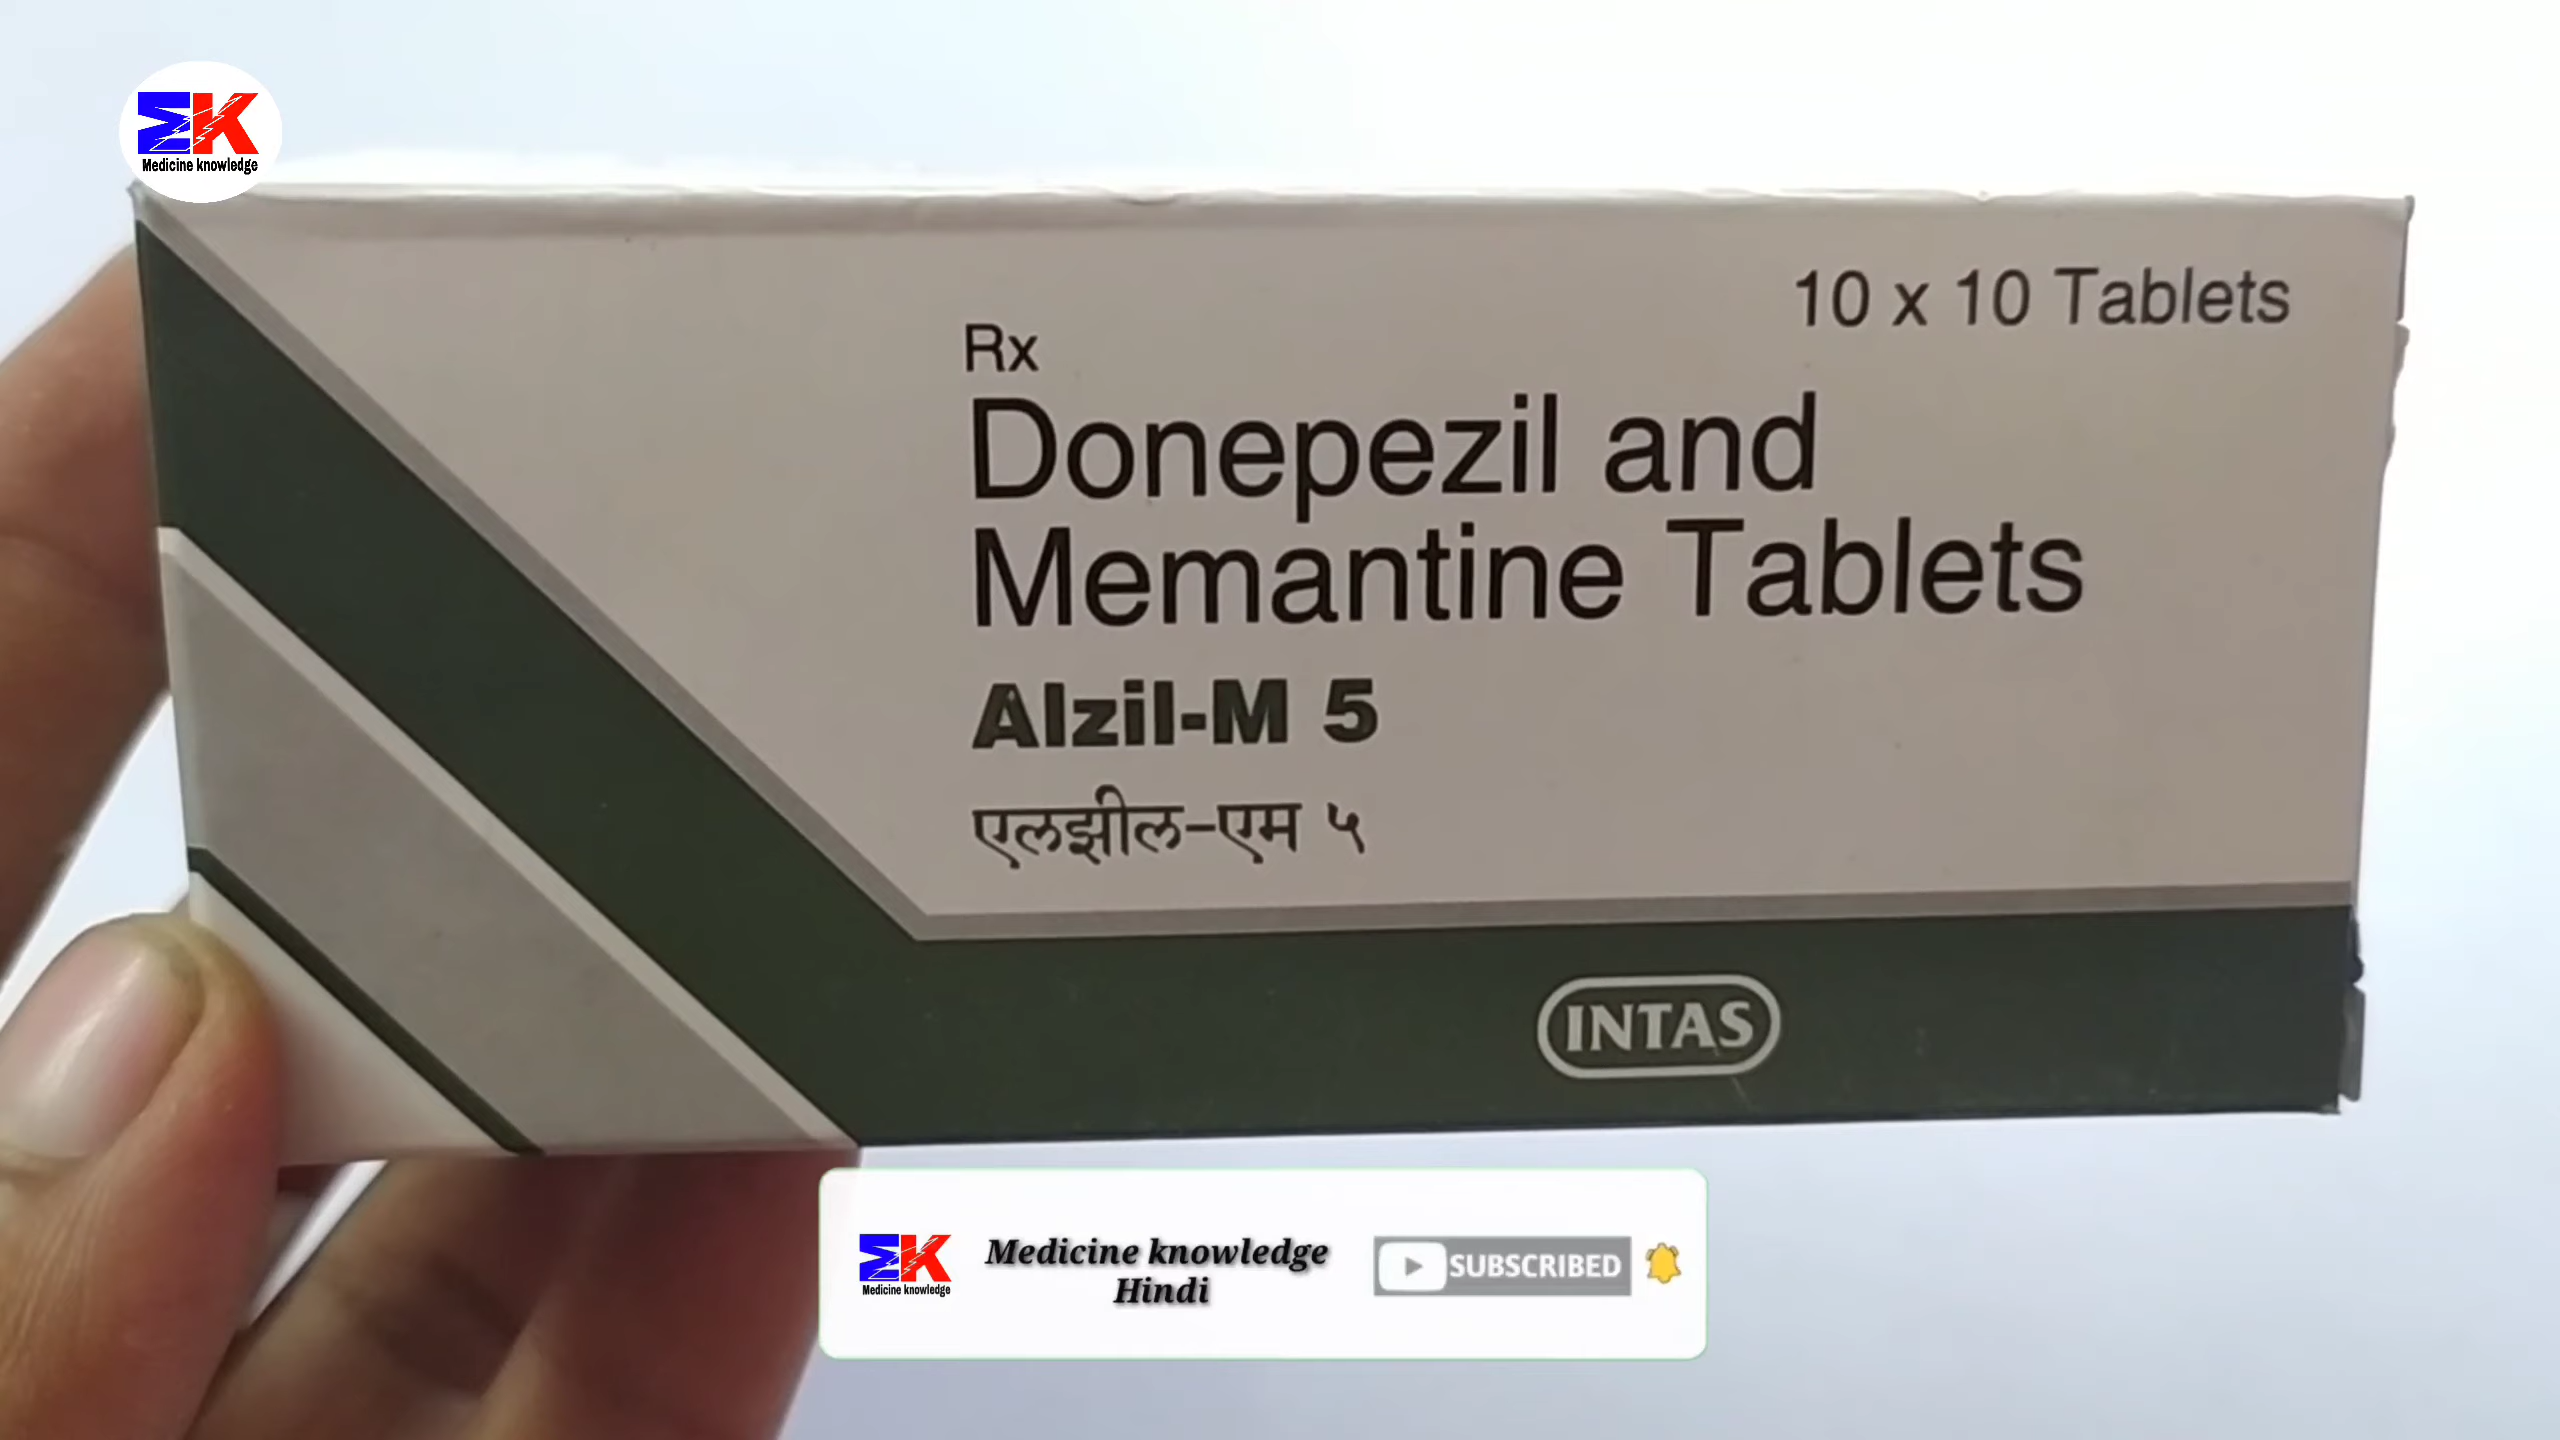 Medicine knowledge
10 x 10 Tablets
Rx
Donepezil and
Memantine Tablets
Alzil-M 5
एलझील-एम ५
INTAS
Medicine knowledge
Medicine knowledge
Hindi
SUBSCRIBED